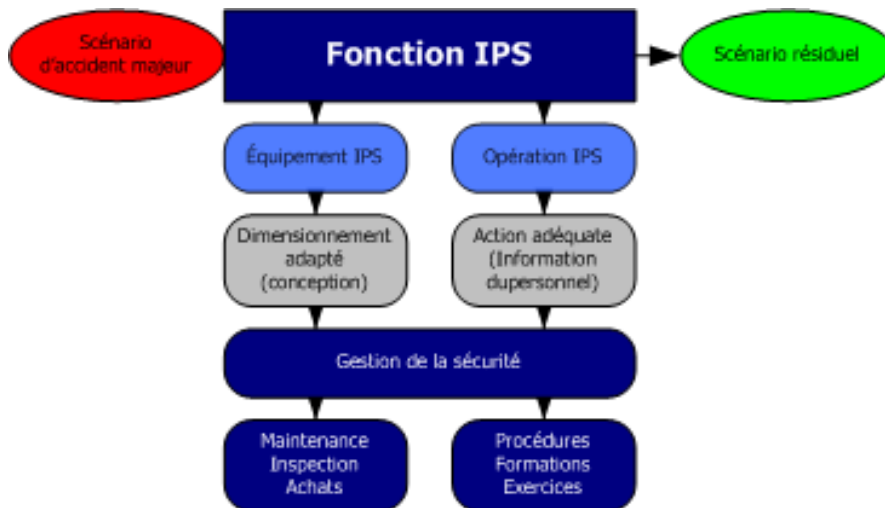 Scénario
d'accident majeur
Fonction IPS
Scénario résiduel
Équipement IPS
Opération IPS
Dimensionnement
adapté
(conception)
Action adéquate
(Information
dupersonnel)
Gestion de la sécurité
Maintenance
Inspection
Achats
Procédures
Formations
Exercices